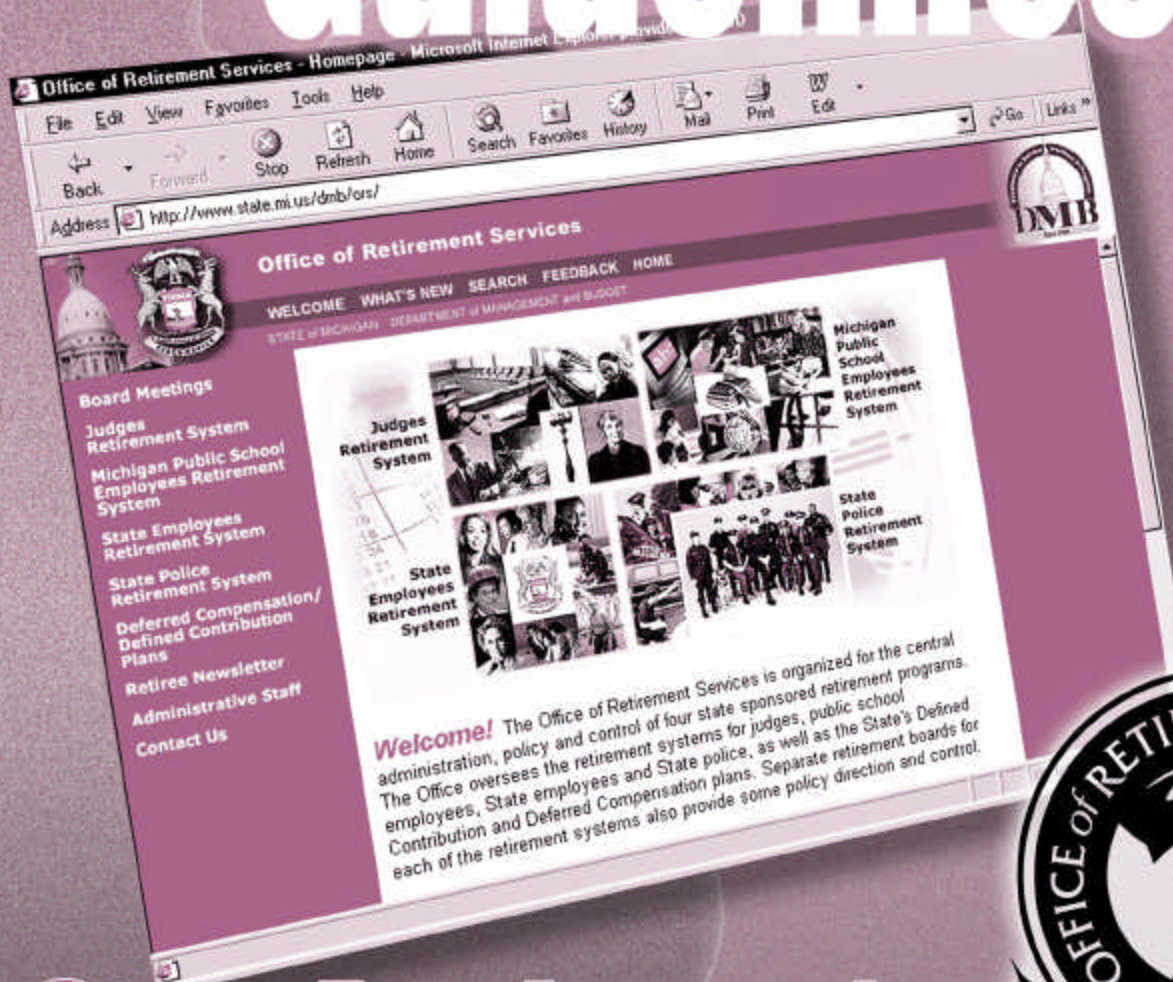 Office of Retirement Services - Homepage - Microsoft Internet Explorer
File Edit View Favorites Tools Help
Back Forward Stop Refresh Home Search Favorites History Mail Print Edit
Go Links »
Address http://www.state.mi.us/dmb/ors/
DMB
Office of Retirement Services
WELCOME WHAT'S NEW SEARCH FEEDBACK HOME
STATE of MICHIGAN DEPARTMENT of MANAGEMENT and BUDGET
Board Meetings
Judges
Retirement System
Michigan Public School
Employees Retirement
System
State Employees
Retirement System
State Police
Retirement System
Deferred Compensation/
Defined Contribution
Plans
Retiree Newsletter
Administrative Staff
Contact Us
Judges
Retirement
System
Michigan
Public
School
Employees
Retirement
System
State
Employees
Retirement
System
State
Police
Retirement
System
Welcome! The Office of Retirement Services is organized for the central
administration, policy and control of four state sponsored retirement programs.
The Office oversees the retirement systems for judges, public school
employees, State employees and State police, as well as the State's Defined
Contribution and Deferred Compensation plans. Separate retirement boards for
each of the retirement systems also provide some policy direction and control.
OFFICE of RETI